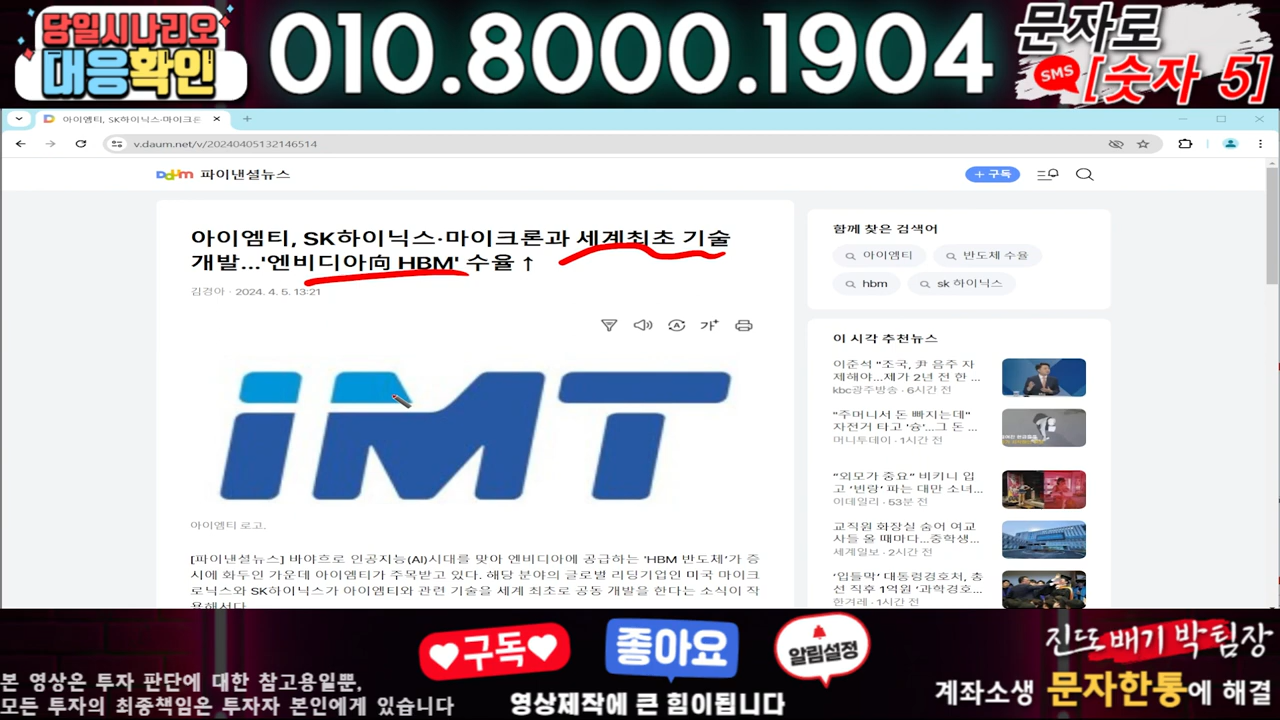 당일시나리오
대응확인
010.8000.1904
문자로
SMS
[숫자 5]
아이엠티, SK하이닉스·마이크론
v.daum.net/v/20240405132146514
Daum 파이낸셜뉴스
+ 구독
아이엠티, SK하이닉스·마이크론과 세계최초 기술
개발...'엔비디아向 HBM' 수율 ↑
김경아 · 2024. 4. 5. 13:21
가+
iMT
아이엠티 로고.
[파이낸셜뉴스] 바야흐로 인공지능(AI)시대를 맞아 엔비디아에 공급하는 'HBM 반도체'가 증
시에 화두인 가운데 아이엠티가 주목받고 있다. 해당 분야의 글로벌 리딩기업인 미국 마이크
로닉스와 SK하이닉스가 아이엠티와 관련 기술을 세계 최초로 공동 개발을 한다는 소식이 작
용해서다
함께 찾은 검색어
아이엠티
반도체 수율
hbm
sk 하이닉스
이 시각 추천뉴스
이준석 "조국, 尹 음주 자
제해야...제가 2년 전 한 ...
kbc광주방송 · 6시간 전
"주머니서 돈 빠지는데"
자전거 타고 '슝'...그 돈 ...
머니투데이 · 1시간 전
"외모가 중요" 비키니 입
고 '빈랑' 파는 대만 소녀...
이데일리 · 53분 전
교직원 화장실 숨어 여교
사들 올 때마다...중학생...
세계일보 · 2시간 전
'입틀막' 대통령경호처, 총
선 직후 1억원 '과학경호...
한겨레 · 1시간 전
구독
좋아요
알림설정
영상제작에 큰 힘이됩니다
본 영상은 투자 판단에 대한 참고용일뿐,
모든 투자의 최종책임은 투자자 본인에게 있습니다
진또배기 박팀장
계좌소생 문자한통에 해결